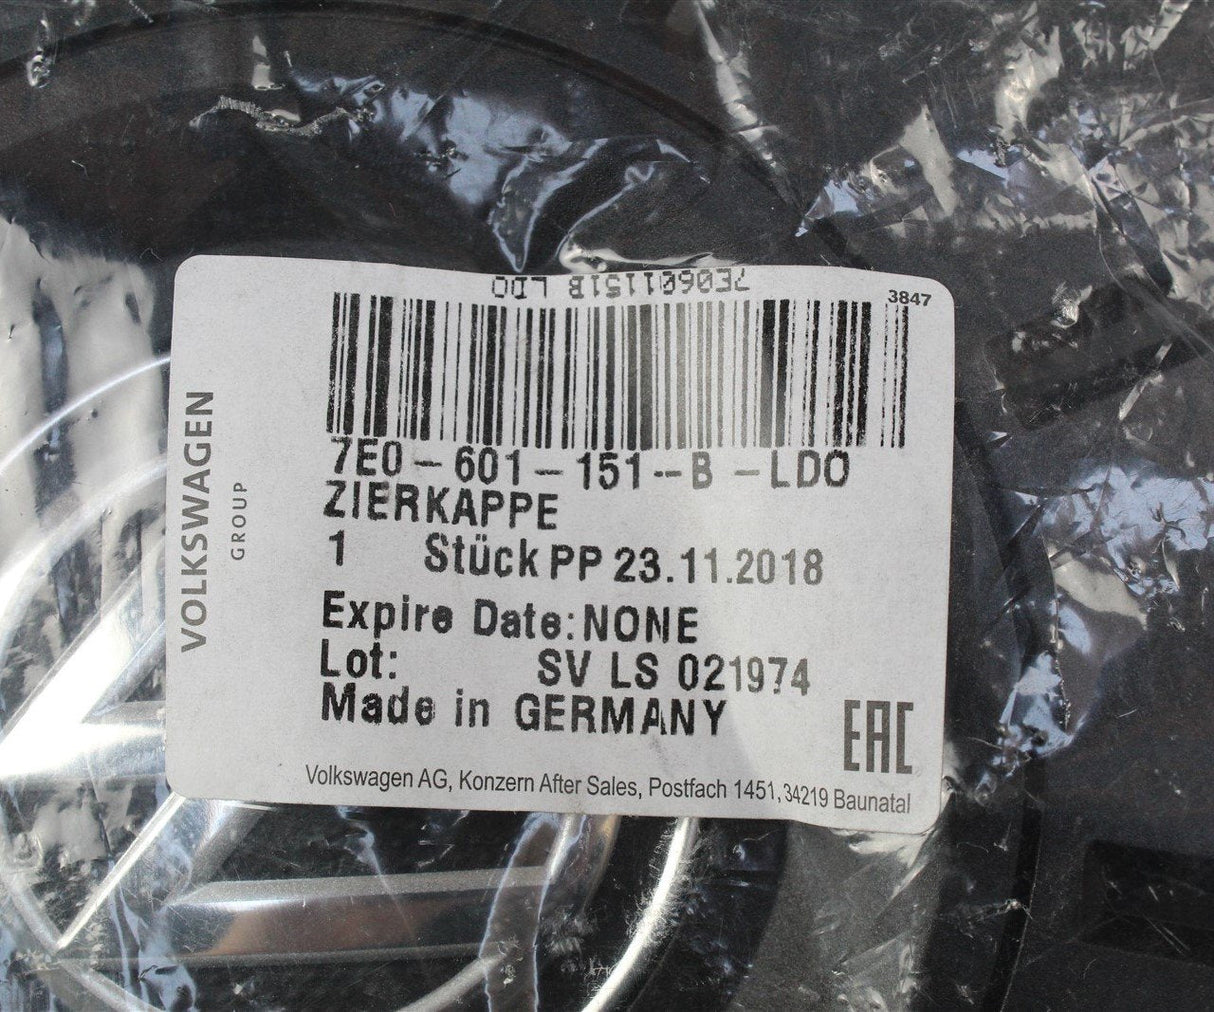 7E0601151B LDO
3847
7E0-601-151--B -LDO
ZIERKAPPE
1 Stück PP 23.11.2018
Expire Date:NONE
Lot: SV LS 021974
Made in GERMANY
EAC
Volkswagen AG, Konzern After Sales, Postfach 1451, 34219 Baunatal
VOLKSWAGEN
GROUP